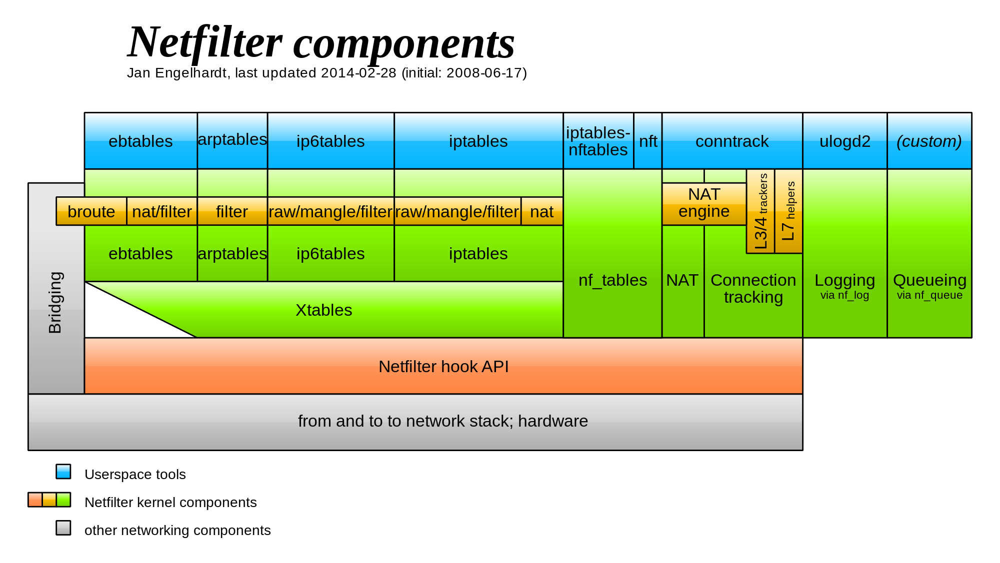 Netfilter components
Jan Engelhardt, last updated 2014-02-28 (initial: 2008-06-17)
ebtables
arptables
ip6tables
iptables
iptables-
nftables
nft
conntrack
ulogd2
(custom)
broute
nat/filter
filter
raw/mangle/filter
raw/mangle/filter
nat
NAT
engine
L3/4 trackers
L7 helpers
ebtables
arptables
ip6tables
iptables
nf_tables
NAT
Connection
tracking
Logging
via nf_log
Queueing
via nf_queue
Bridging
Xtables
Netfilter hook API
from and to to network stack; hardware
Userspace tools
Netfilter kernel components
other networking components